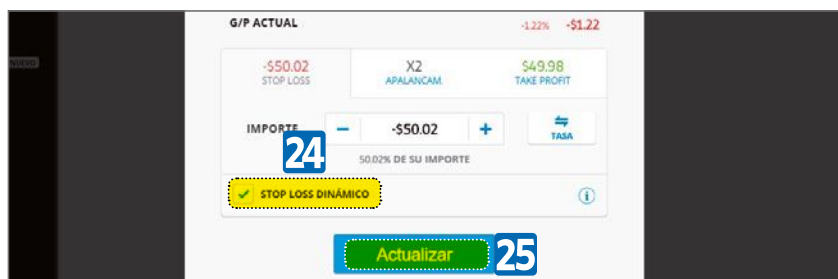 G/P ACTUAL -1.22% -$1.22
NUEVO
-$50.02 X2 $49.98
STOP LOSS APALANCAM. TAKE PROFIT
IMPORTE - -$50.02 + TASA
24
50.02% DE SU IMPORTE
STOP LOSS DINÁMICO
Actualizar 25